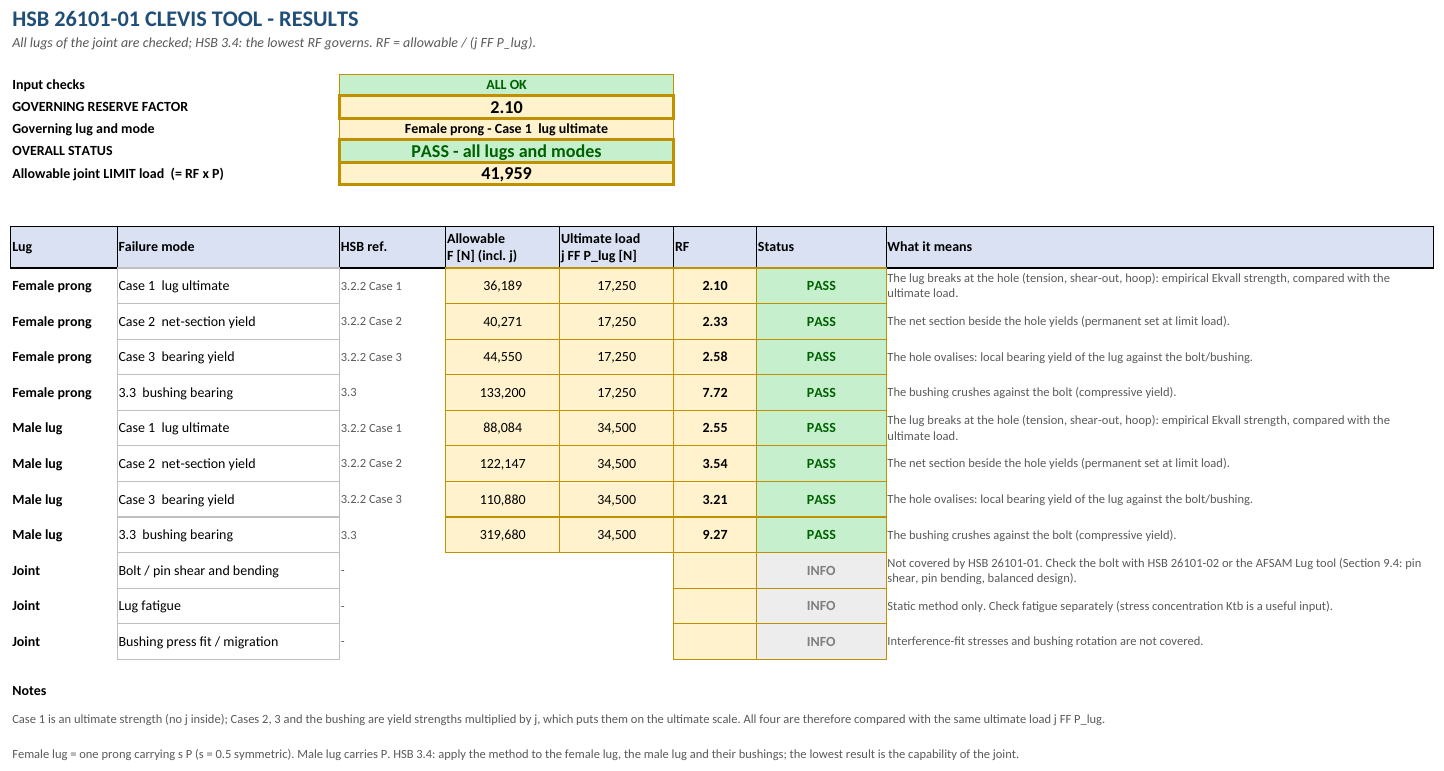 HSB 26101-01 CLEVIS TOOL - RESULTS
All lugs of the joint are checked; HSB 3.4: the lowest RF governs. RF = allowable / (j FF P_lug).
Input checks ALL OK
GOVERNING RESERVE FACTOR 2.10
Governing lug and mode Female prong - Case 1 lug ultimate
OVERALL STATUS PASS - all lugs and modes
Allowable joint LIMIT load (= RF x P) 41,959
Lug Failure mode HSB ref. Allowable F [N] (incl. j) Ultimate load j FF P_lug [N] RF Status What it means
Female prong Case 1 lug ultimate 3.2.2 Case 1 36,189 17,250 2.10 PASS The lug breaks at the hole (tension, shear-out, hoop): empirical Ekvall strength, compared with the
ultimate load.
Female prong Case 2 net-section yield 3.2.2 Case 2 40,271 17,250 2.33 PASS The net section beside the hole yields (permanent set at limit load).
Female prong Case 3 bearing yield 3.2.2 Case 3 44,550 17,250 2.58 PASS The hole ovalises: local bearing yield of the lug against the bolt/bushing.
Female prong 3.3 bushing bearing 3.3 133,200 17,250 7.72 PASS The bushing crushes against the bolt (compressive yield).
Male lug Case 1 lug ultimate 3.2.2 Case 1 88,084 34,500 2.55 PASS The lug breaks at the hole (tension, shear-out, hoop): empirical Ekvall strength, compared with the
ultimate load.
Male lug Case 2 net-section yield 3.2.2 Case 2 122,147 34,500 3.54 PASS The net section beside the hole yields (permanent set at limit load).
Male lug Case 3 bearing yield 3.2.2 Case 3 110,880 34,500 3.21 PASS The hole ovalises: local bearing yield of the lug against the bolt/bushing.
Male lug 3.3 bushing bearing 3.3 319,680 34,500 9.27 PASS The bushing crushes against the bolt (compressive yield).
Joint Bolt / pin shear and bending - INFO Not covered by HSB 26101-01. Check the bolt with HSB 26101-02 or the AFSAM Lug tool (Section 9.4: pin
shear, pin bending, balanced design).
Joint Lug fatigue - INFO Static method only. Check fatigue separately (stress concentration Ktb is a useful input).
Joint Bushing press fit / migration - INFO Interference-fit stresses and bushing rotation are not covered.
Notes
Case 1 is an ultimate strength (no j inside); Cases 2, 3 and the bushing are yield strengths multiplied by j, which puts them on the ultimate scale. All four are therefore compared with the same ultimate load j FF P_lug.
Female lug = one prong carrying s P (s = 0.5 symmetric). Male lug carries P. HSB 3.4: apply the method to the female lug, the male lug and their bushings; the lowest result is the capability of the joint.